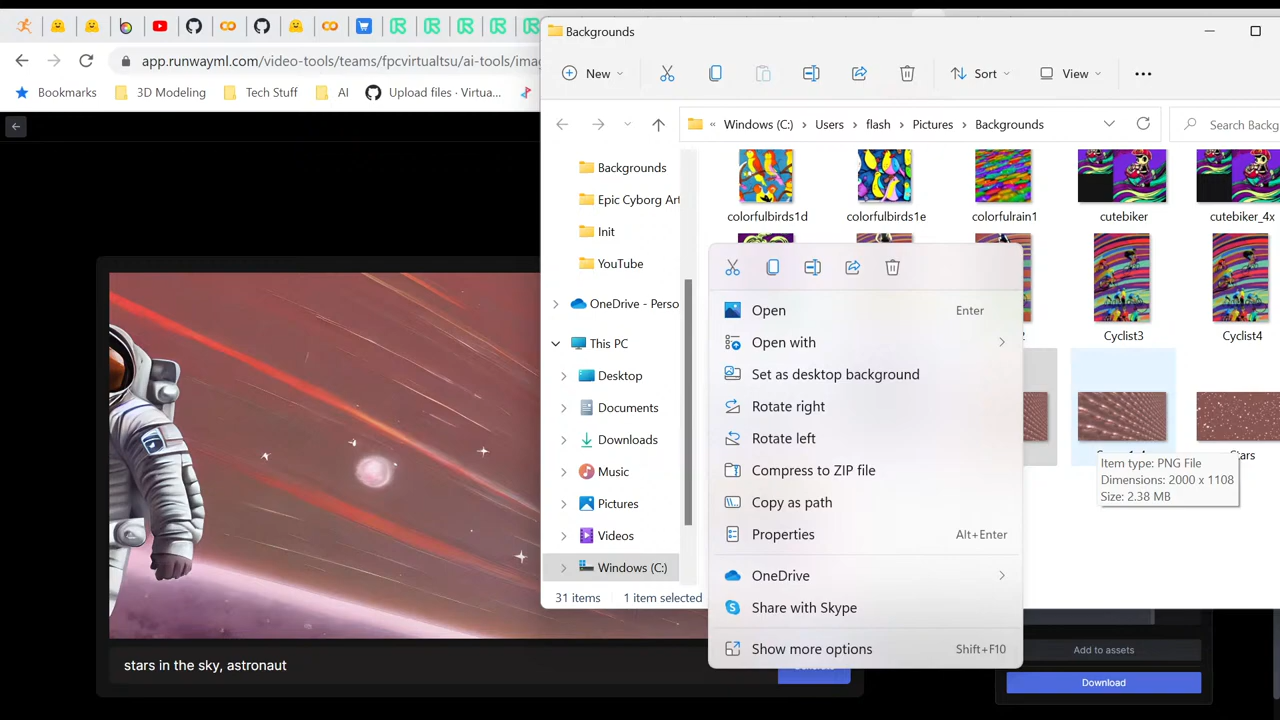 Backgrounds
app.runwayml.com/video-tools/teams/fpcvirtualtsu/ai-tools/ima
New
Sort
View
Bookmarks
3D Modeling
Tech Stuff
AI
Upload files · Virtua...
Windows (C:)
Users
flash
Pictures
Backgrounds
Search Backg
Backgrounds
Epic Cyborg Art
Init
YouTube
OneDrive - Perso
This PC
Desktop
Documents
Downloads
Music
Pictures
Videos
Windows (C:)
31 items
1 item selected
colorfulbirds1d
colorfulbirds1e
colorfulrain1
cutebiker
cutebiker_4x
2
Cyclist3
Cyclist4
Stars
Open
Enter
Open with
Set as desktop background
Rotate right
Rotate left
Compress to ZIP file
Copy as path
Properties
Alt+Enter
OneDrive
Share with Skype
Show more options
Shift+F10
Item type: PNG File
Dimensions: 2000 x 1108
Size: 2.38 MB
stars in the sky, astronaut
Add to assets
Download